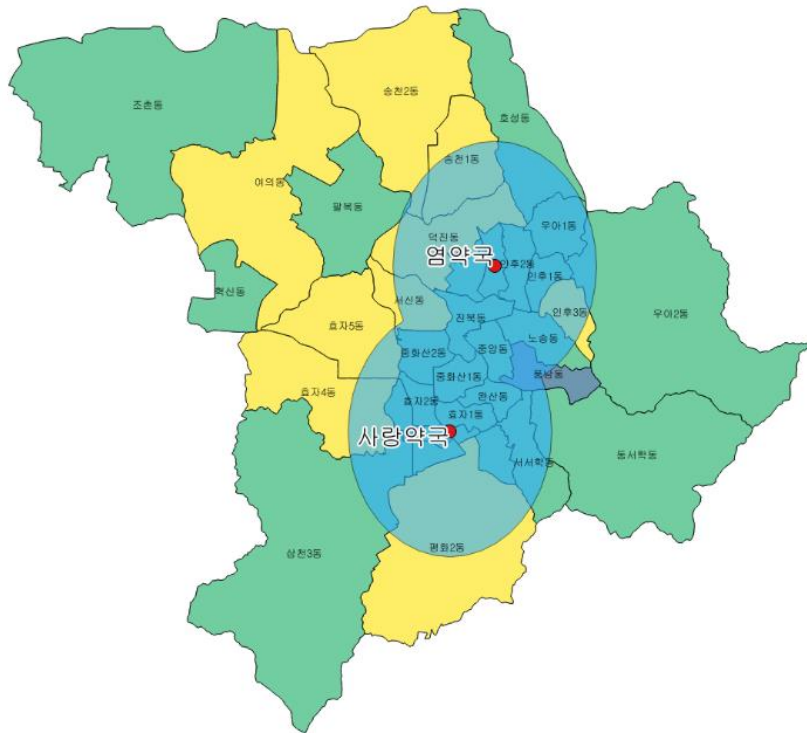 송천2동
조촌동
호성동
송천1동
여의동
팔복동
우아1동
덕진동
염약국
인후2동
인후1동
혁신동
서신동
인후3동
우아2동
진북동
효자5동
노송동
중화산2동
중앙동
중화산1동
풍남동
효자4동
완산동
효자2동
효자1동
사랑약국
동서학동
서서학동
평화2동
삼천3동